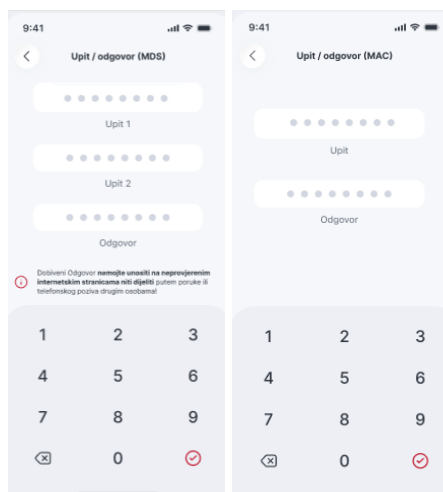 9:41
Upit / odgovor (MDS)
Upit 1
Upit 2
Odgovor
Dobiveni Odgovor nemojte unositi na neprovjerenim
internetskim stranicama niti dijeliti putem poruke ili
telefonskog poziva drugim osobama!
1 2 3
4 5 6
7 8 9
0
9:41
Upit / odgovor (MAC)
Upit
Odgovor
1 2 3
4 5 6
7 8 9
0